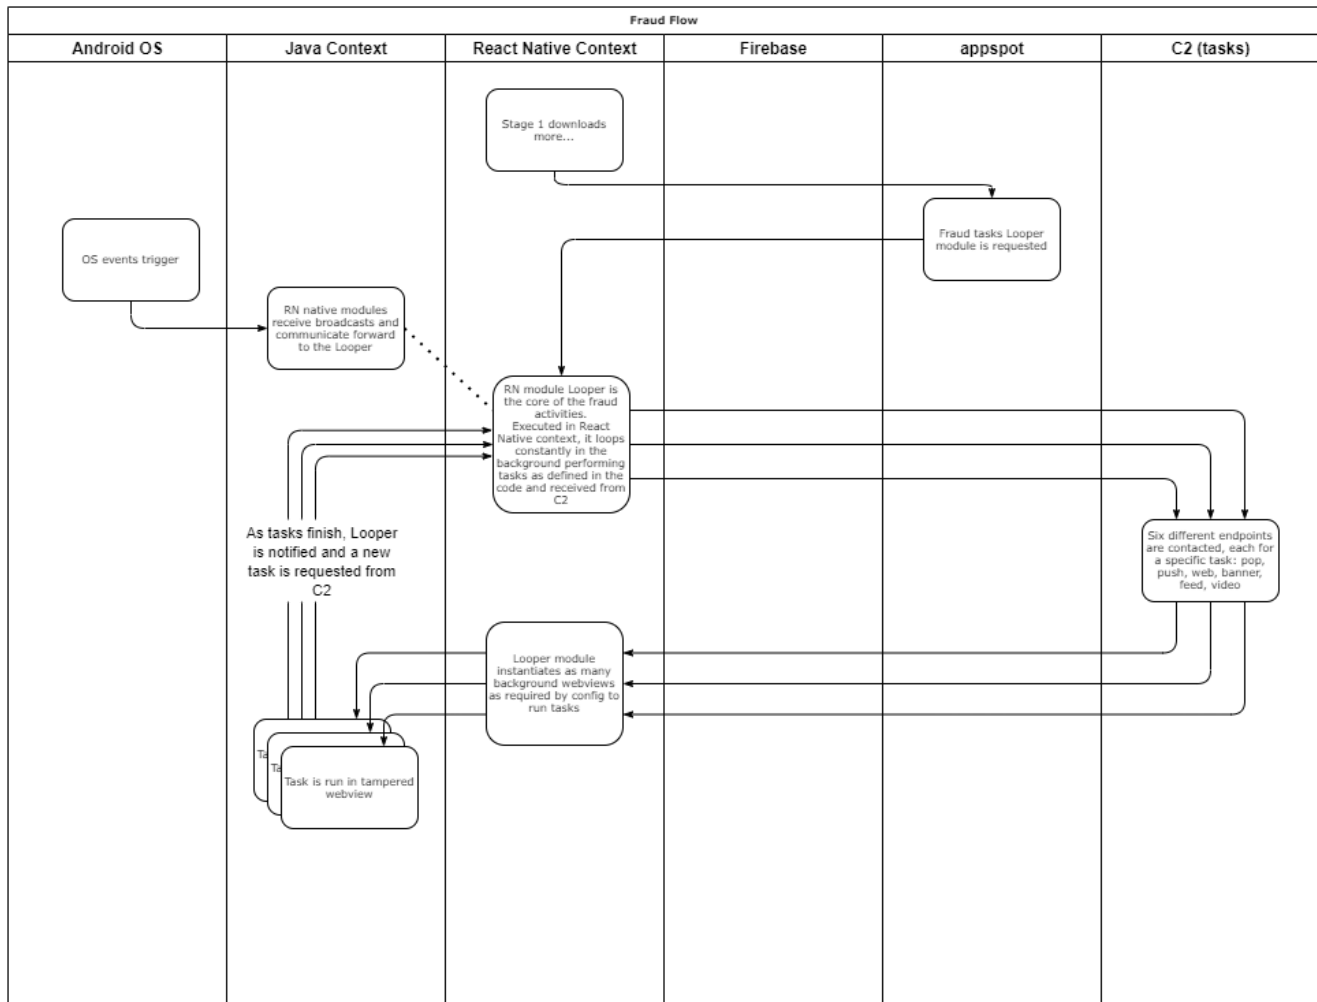 Fraud Flow
Android OS
Java Context
React Native Context
Firebase
appspot
C2 (tasks)
Stage 1 downloads
more...
Fraud tasks Looper
module is requested
OS events trigger
RN native modules
receive broadcasts and
communicate forward
to the Looper
RN module Looper is
the core of the fraud
activities.
Executed in React
Native context, it loops
constantly in the
background performing
tasks as defined in the
code and received from
C2
As tasks finish, Looper
is notified and a new
task is requested from
C2
Six different endpoints
are contacted, each for
a specific task: pop,
push, web, banner,
feed, video
Looper module
instantiates as many
background webviews
as required by config to
run tasks
Ta
Ta
Task is run in tampered
webview